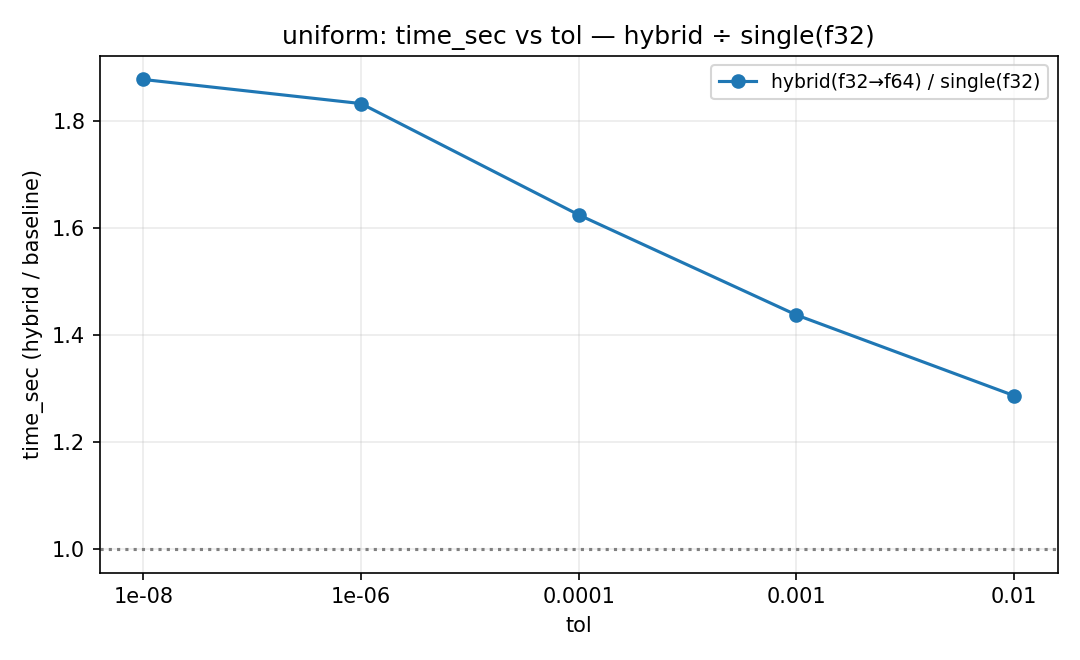 uniform: time_sec vs tol — hybrid ÷ single(f32)
hybrid(f32→f64) / single(f32)
time_sec (hybrid / baseline)
1.8
1.6
1.4
1.2
1.0
1e-08
1e-06
0.0001
0.001
0.01
tol